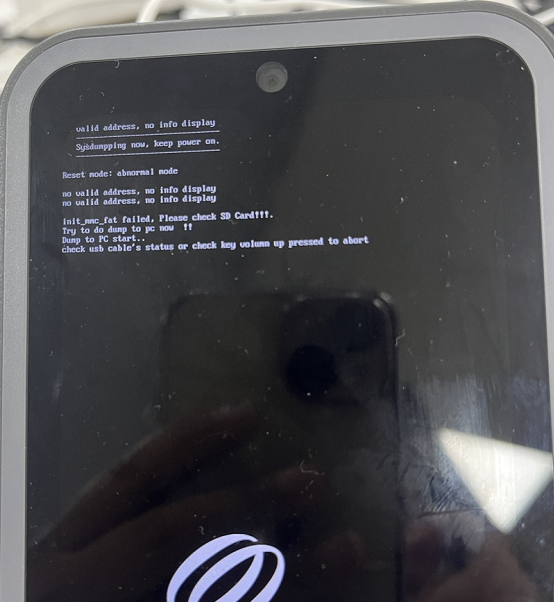 valid address, no info display
Sysdumpping now, keep power on.
Reset mode: abnormal mode
no valid address, no info display
no valid address, no info display
init_mmc_fat failed, Please check SD Card!!!.
Try to do dump to pc now !!
Dump to PC start..
check usb cable's status or check key volumn up pressed to abort